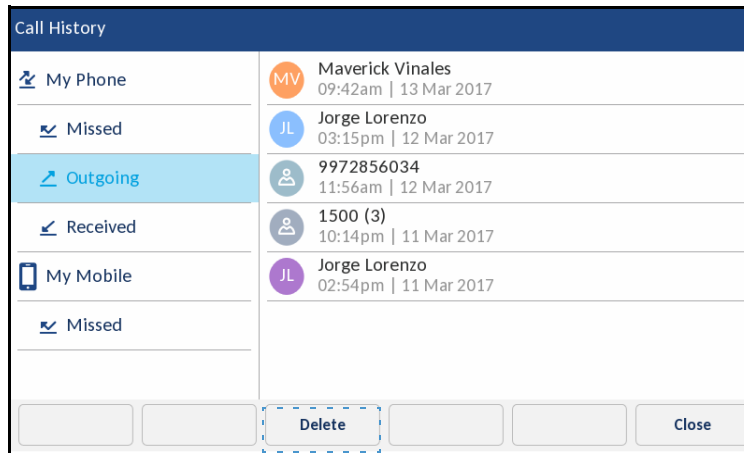 Call History
My Phone
Missed
Outgoing
Received
My Mobile
Missed
MV
Maverick Vinales
09:42am | 13 Mar 2017
JL
Jorge Lorenzo
03:15pm | 12 Mar 2017
9972856034
11:56am | 12 Mar 2017
1500 (3)
10:14pm | 11 Mar 2017
JL
Jorge Lorenzo
02:54pm | 11 Mar 2017
Delete
Close